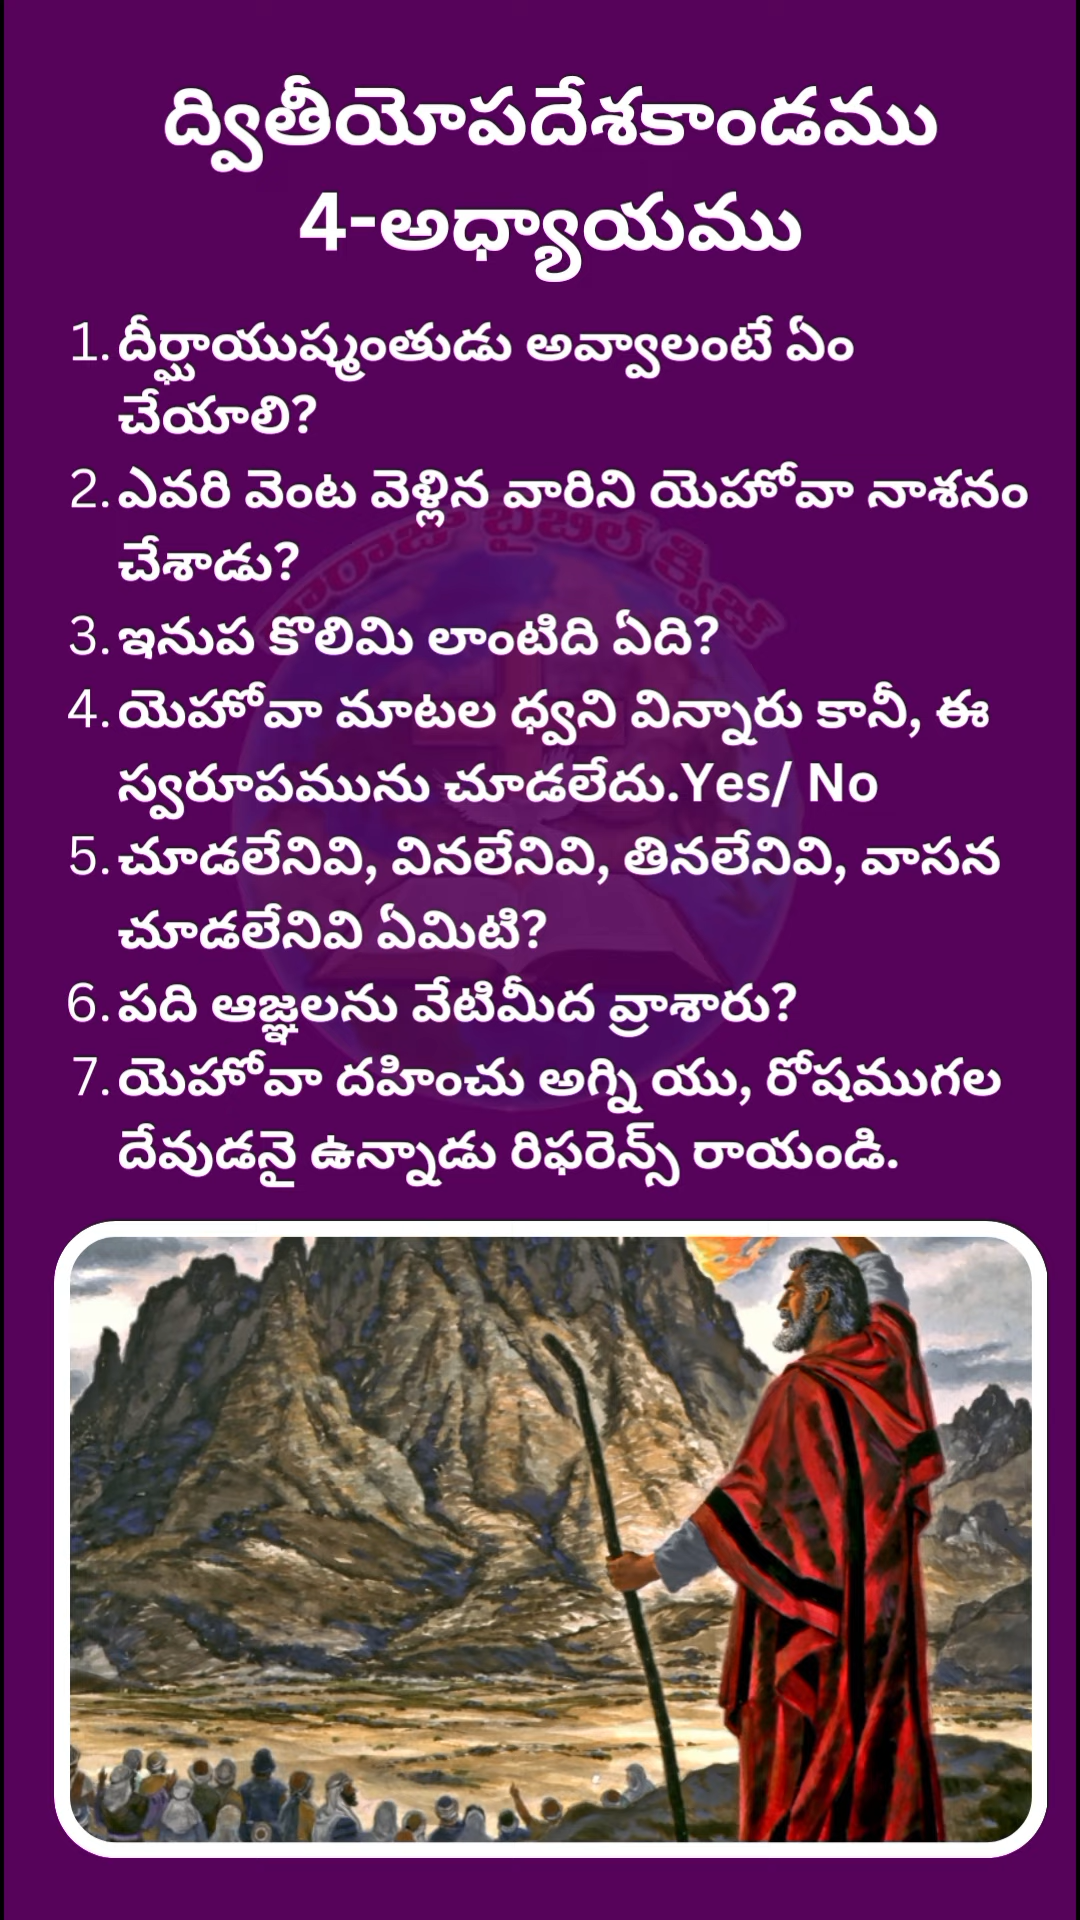 ద్వితీయోపదేశకాండము
4-అధ్యాయము
1. దీర్ఘాయుష్మంతుడు అవ్వాలంటే ఏం
చేయాలి?
2. ఎవరి వెంట వెళ్లిన వారిని యెహోవా నాశనం
చేశాడు?
3. ఇనుప కొలిమి లాంటిది ఏది?
4. యెహోవా మాటల ధ్వని విన్నారు కానీ, ఈ
స్వరూపమును చూడలేదు.Yes/ No
5. చూడలేనివి, వినలేనివి, తినలేనివి, వాసన
చూడలేనివి ఏమిటి?
6. పది ఆజ్ఞలను వేటిమీద వ్రాశారు?
7. యెహోవా దహించు అగ్ని యు, రోషముగల
దేవుడనై ఉన్నాడు రిఫరెన్స్ రాయండి.
బైబిల్ క్విజ్